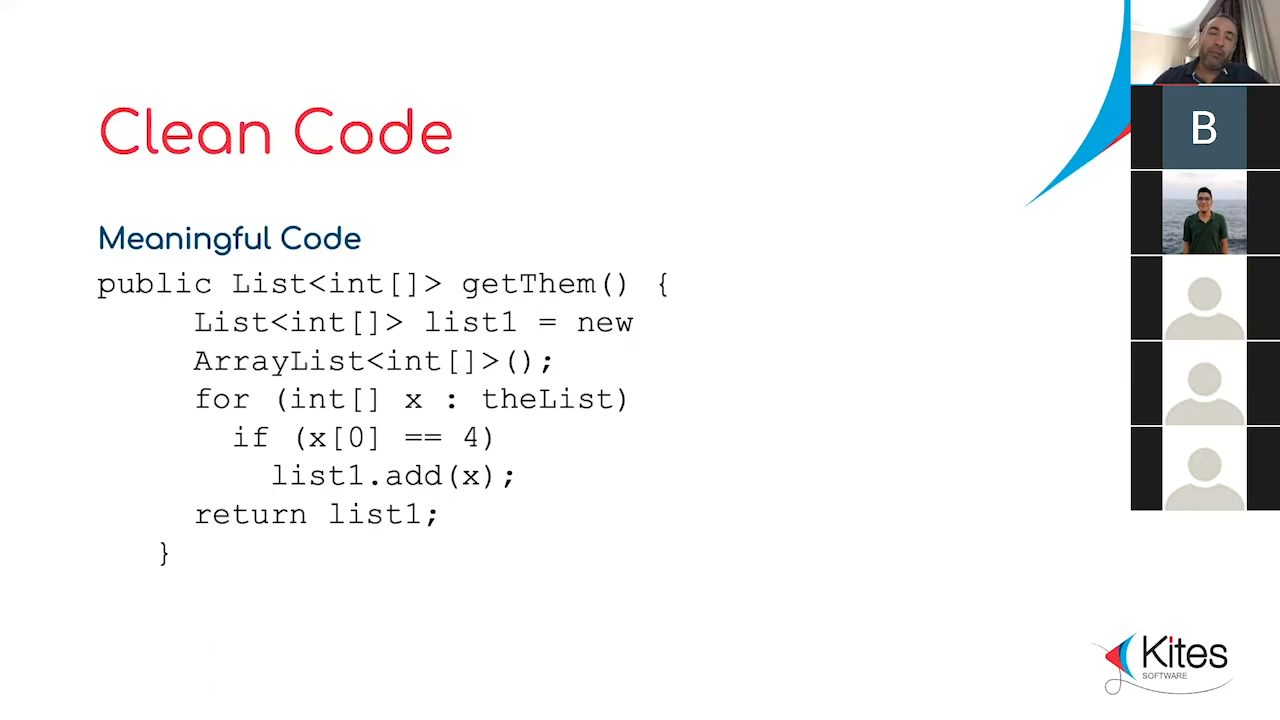 Clean Code
Meaningful Code
public List<int[]> getThem() {
List<int[]> list1 = new
ArrayList<int[]>();
for (int[] x : theList)
if (x[0] == 4)
list1.add(x);
return list1;
}
B
Kites
SOFTWARE